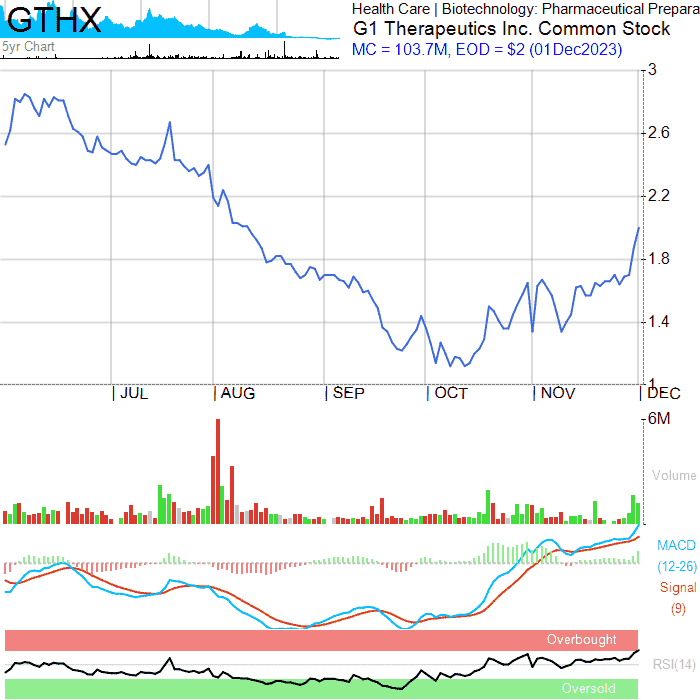 GTHX
5yr Chart
Health Care | Biotechnology: Pharmaceutical Prepara
G1 Therapeutics Inc. Common Stock
MC = 103.7M, EOD = $2 (01Dec2023)
3
2.6
2.2
1.8
1.4
1
JUL
AUG
SEP
OCT
NOV
DEC
6M
Volume
MACD
(12-26)
Signal
(9)
Overbought
RSI(14)
Oversold